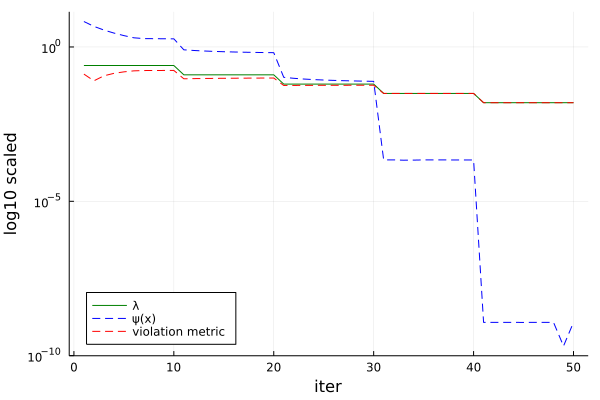 log10 scaled
10⁰
10⁻⁵
10⁻¹⁰
λ
ψ(x)
violation metric
0 10 20 30 40 50
iter